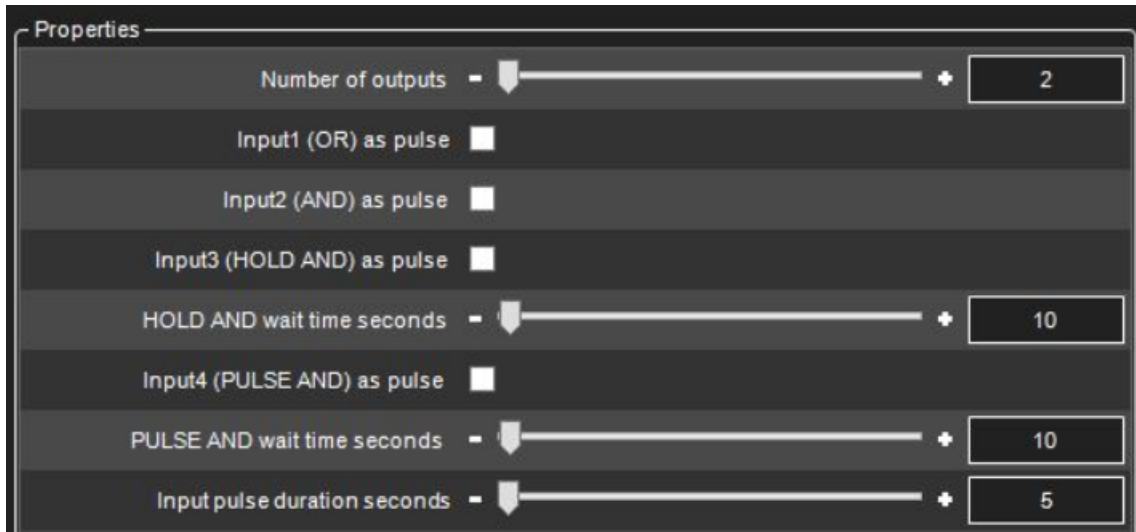 Properties
Number of outputs - + 2
Input1 (OR) as pulse
Input2 (AND) as pulse
Input3 (HOLD AND) as pulse
HOLD AND wait time seconds - + 10
Input4 (PULSE AND) as pulse
PULSE AND wait time seconds - + 10
Input pulse duration seconds - + 5